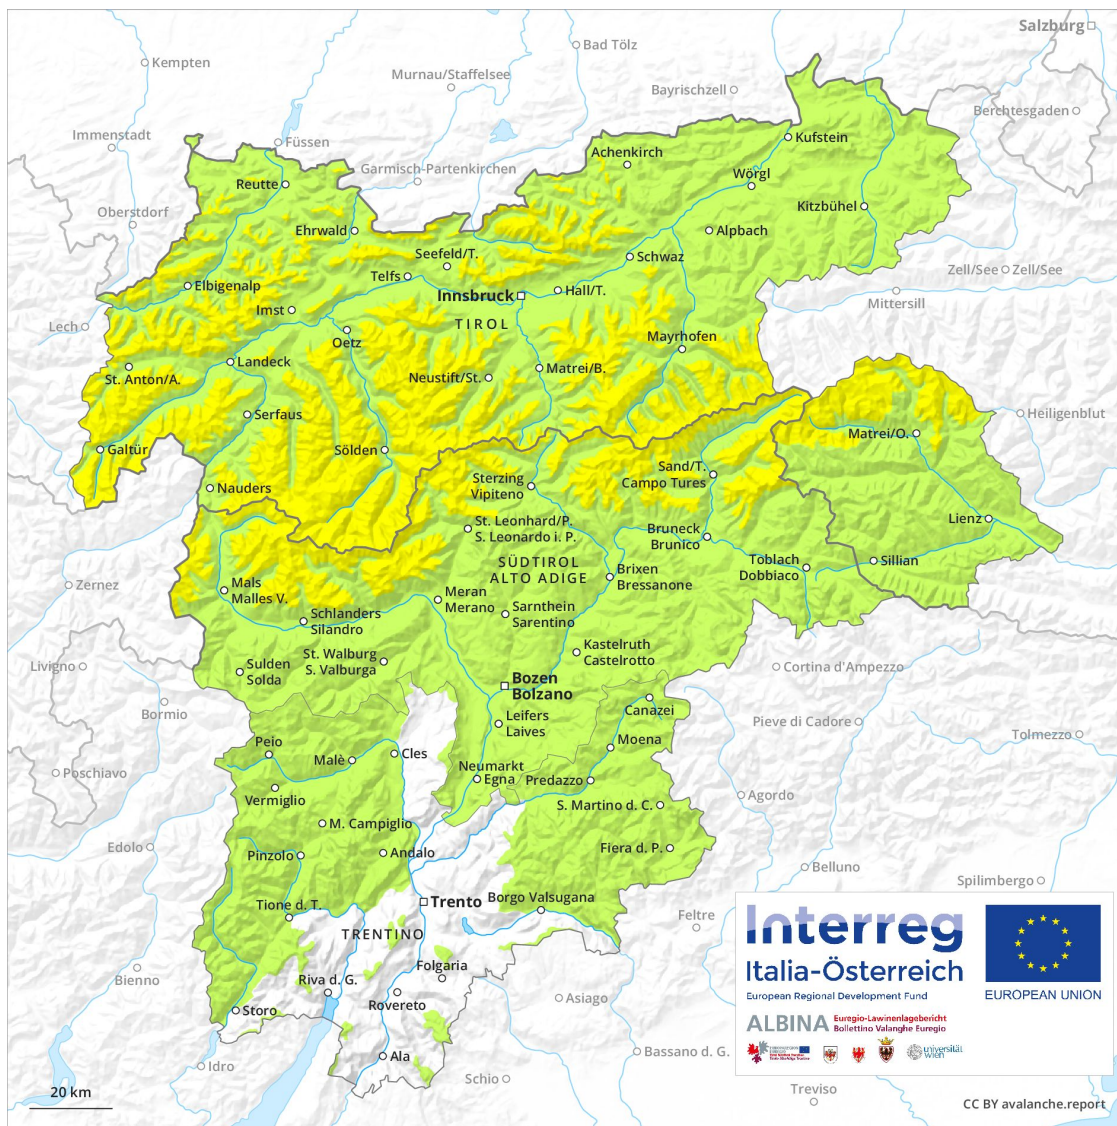 Salzburg
Kempten
Bad Tölz
Murnau/Staffelsee
Bayrischzell
Berchtesgaden
Immenstadt
Füssen
Kufstein
Garmisch-Partenkirchen
Achenkirch
Wörgl
Reutte
Oberstdorf
Kitzbühel
Ehrwald
Alpbach
Seefeld/T.
Schwaz
Telfs
Zell/See
Zell/See
Elbigenalp
Innsbruck
Hall/T.
Mittersill
Imst
TIROL
Lech
Oetz
Mayrhofen
Landeck
Matrei/B.
St. Anton/A.
Neustift/St.
Serfaus
Heiligenblut
Matrei/O.
Galtür
Sölden
Sand/T.
Campo Tures
Sterzing
Vipiteno
Nauders
St. Leonhard/P.
S. Leonardo i. P.
Bruneck
Brunico
Lienz
SÜDTIROL
ALTO ADIGE
Toblach
Dobbiaco
Sillian
Brixen
Bressanone
Zernez
Mals
Malles V.
Meran
Merano
Sarnthein
Sarentino
Schlanders
Silandro
Kastelruth
Castelrotto
St. Walburg
S. Valburga
Livigno
Sulden
Solda
Cortina d'Ampezzo
Bozen
Bolzano
Bormio
Canazei
Leifers
Laives
Pieve di Cadore
Tolmezzo
Peio
Moena
Malè
Cles
Poschiavo
Neumarkt
Egna
Predazzo
Vermiglio
Agordo
S. Martino d. C.
M. Campiglio
Edolo
Pinzolo
Andalo
Fiera d. P.
Belluno
Spilimbergo
Tione d. T.
Trento
Borgo Valsugana
Feltre
TRENTINO
Interreg
Italia-Österreich
European Regional Development Fund
EUROPEAN UNION
Folgaria
Bienno
Riva d. G.
Rovereto
Asiago
Storo
ALBINA
Euregio-Lawinenlagebericht
Bollettino Valanghe Euregio
universität
wien
Ala
Bassano d. G.
Idro
Schio
Treviso
20 km
CC BY avalanche.report